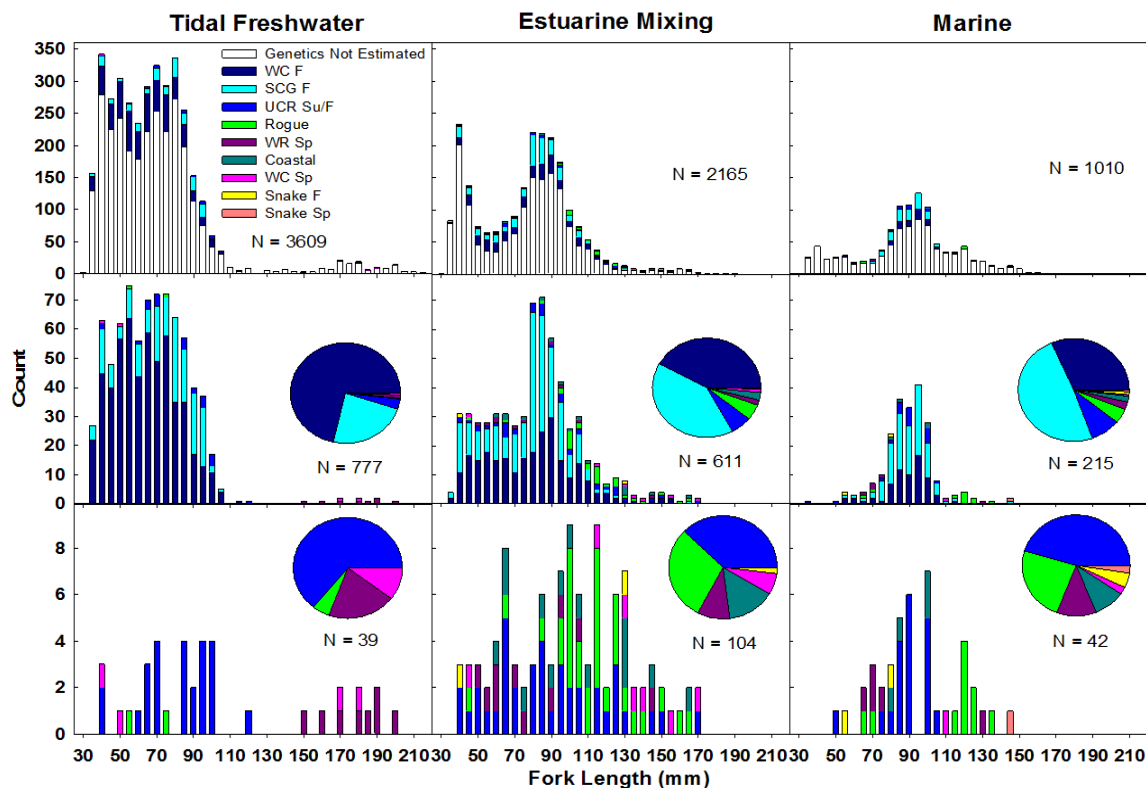 Tidal Freshwater Estuarine Mixing Marine
350
300
250
200
150
100
50
0
Genetics Not Estimated
WC F
SCG F
UCR Su/F
Rogue
WR Sp
Coastal
WC Sp
Snake F
Snake Sp
N = 3609
N = 2165
N = 1010
Count
70
60
50
40
30
20
10
0
N = 777
N = 611
N = 215
8
6
4
2
0
N = 39
N = 104
N = 42
30 50 70 90 110 130 150 170 190 210 30 50 70 90 110 130 150 170 190 210 30 50 70 90 110 130 150 170 190 210
Fork Length (mm)